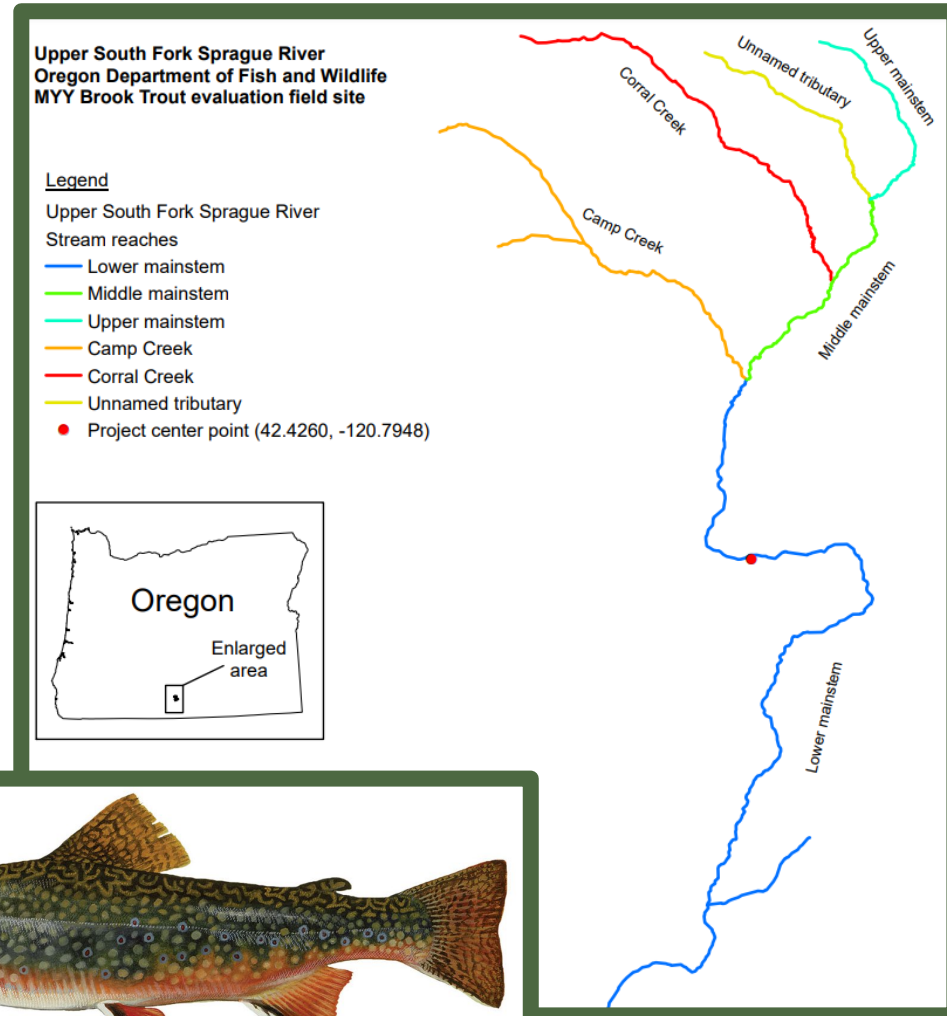 Upper South Fork Sprague River
Oregon Department of Fish and Wildlife
MYY Brook Trout evaluation field site
Legend
Upper South Fork Sprague River
Stream reaches
Lower mainstem
Middle mainstem
Upper mainstem
Camp Creek
Corral Creek
Unnamed tributary
Project center point (42.4260, -120.7948)
Oregon
Enlarged
area
Upper mainstem
Unnamed tributary
Corral Creek
Camp Creek
Middle mainstem
Lower mainstem